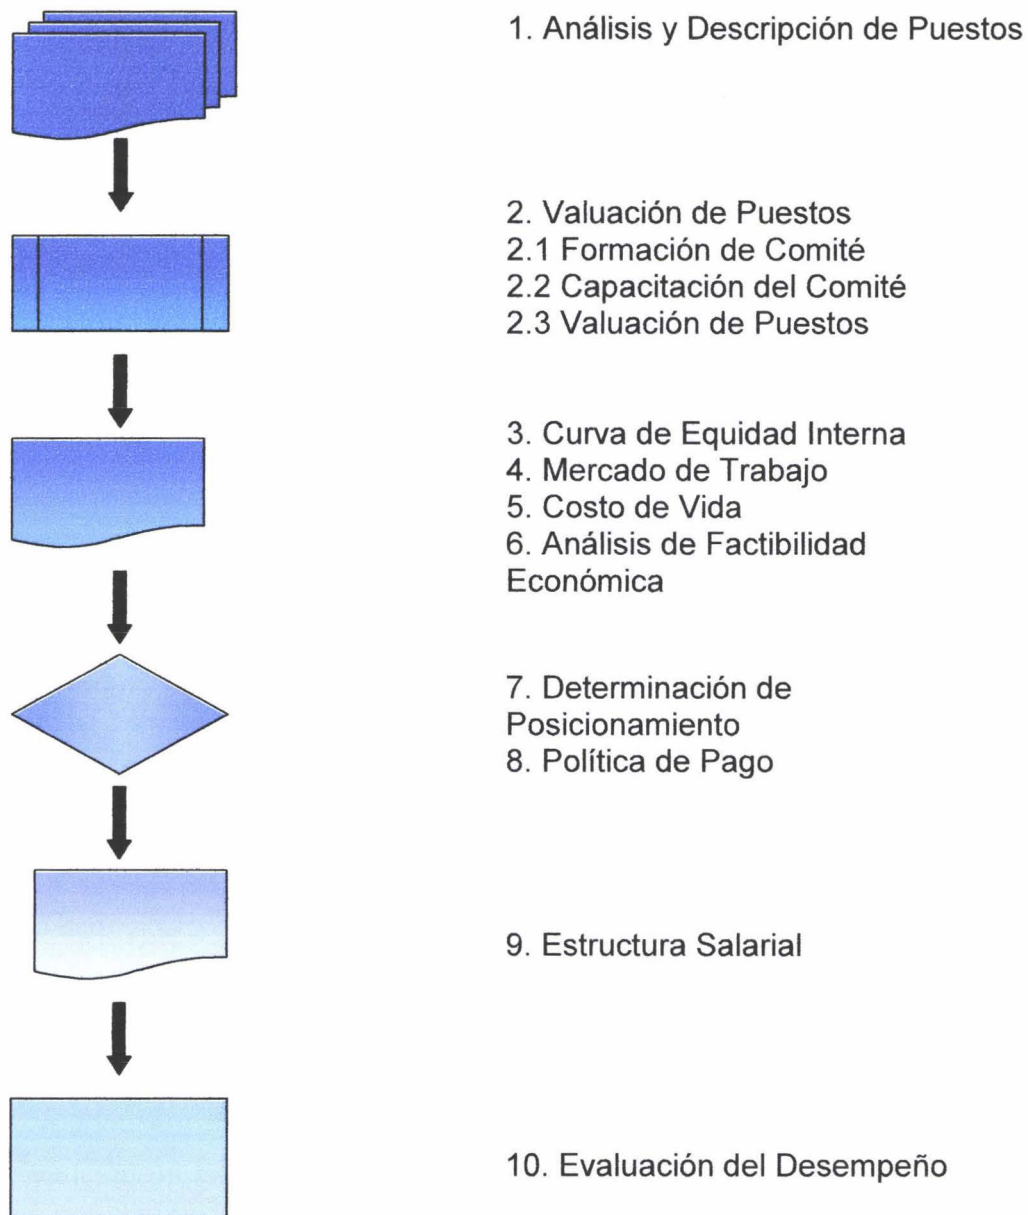 1. Análisis y Descripción de Puestos
2. Valuación de Puestos
2.1 Formación de Comité
2.2 Capacitación del Comité
2.3 Valuación de Puestos
3. Curva de Equidad Interna
4. Mercado de Trabajo
5. Costo de Vida
6. Análisis de Factibilidad
Económica
7. Determinación de
Posicionamiento
8. Política de Pago
9. Estructura Salarial
10. Evaluación del Desempeño